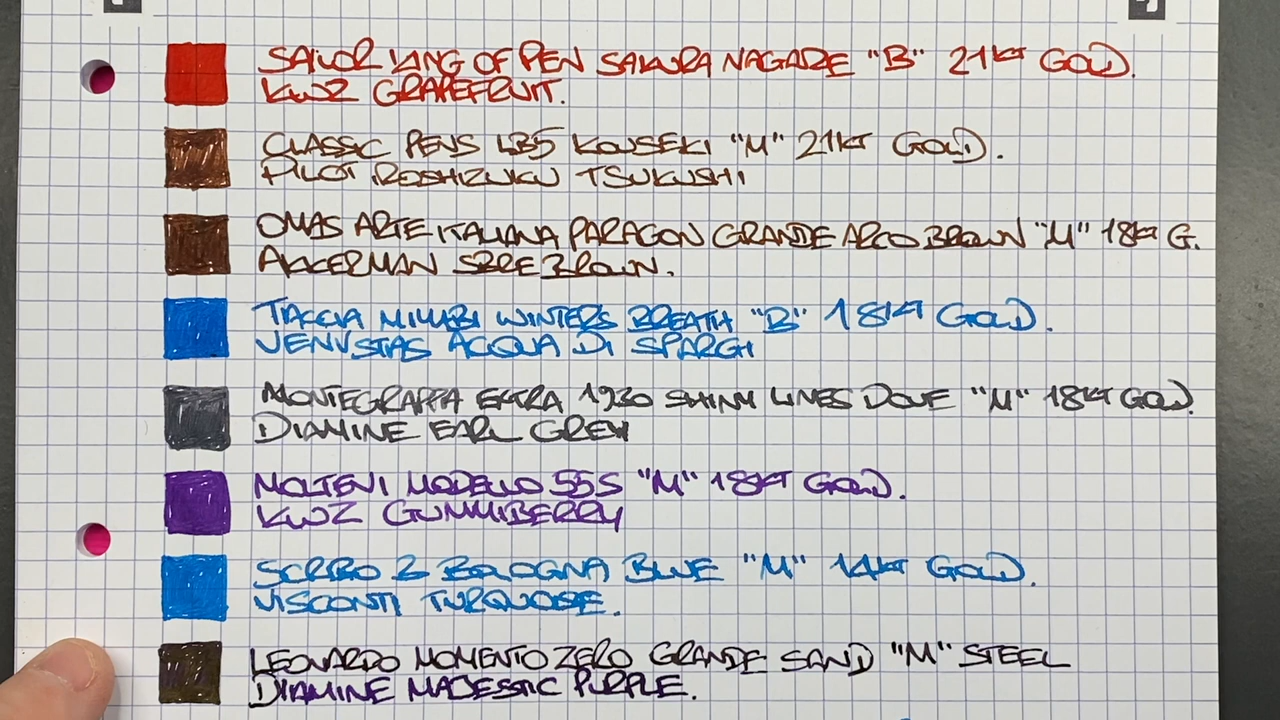 SAILOR KING OF PEN SAKURA NAGARE "B" 21KT GOLD.
KWZ GRAPEFRUIT.
CLASSIC PENS LB5 KOUSEKI "M" 21KT GOLD.
PILOT IROSHIZUKU TSUKUSHI
OMAS ARTE ITALIANA PARAGON GRANDE ARCO BROWN "M" 18KT G.
AKKERMAN SBRE BROWN.
TACCIA MIYABI WINTERS BREATH "B" 18KT GOLD.
VENVSTAS ACQUA DI SPARGI
MONTEGRAPPA EXTRA 1930 SHINY LINES DOVE "M" 18KT GOLD.
DIAMINE EARL GREY
MOLTENI MODELLO 55S "M" 18KT GOLD.
KWZ GUMMIBERRY
SCRIBO 3 BOLOGNA BLUE "M" 14KT GOLD.
VISCONTI TURQUOISE.
LEONARDO MOMENTO ZERO GRANDE SAND "M" STEEL
DIAMINE MAJESTIC PURPLE.